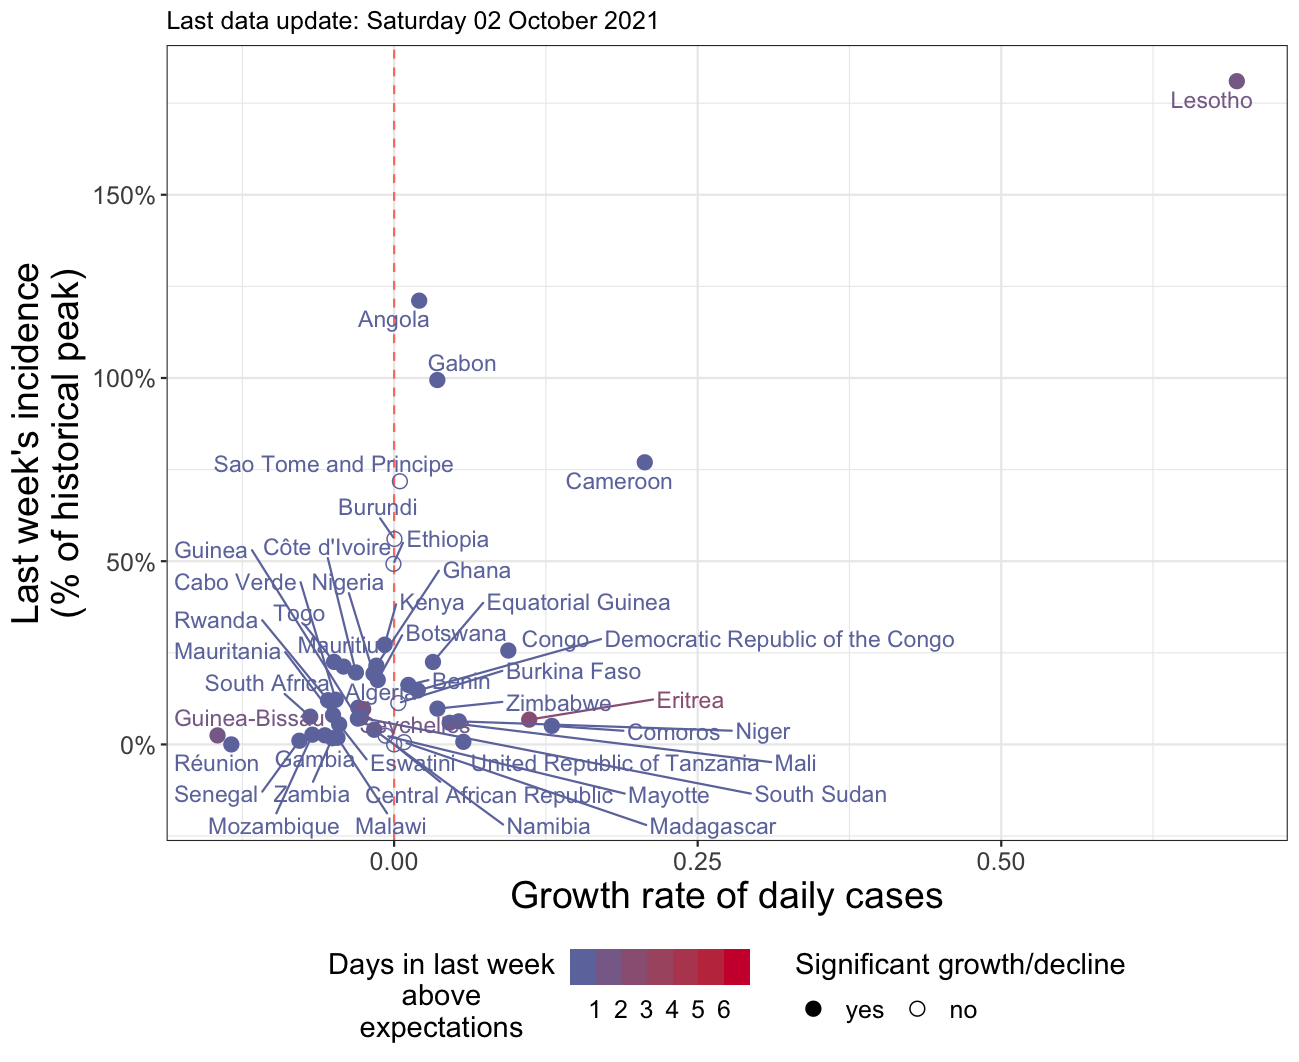 Last data update: Saturday 02 October 2021
Last week's incidence
(% of historical peak)
150%
100%
50%
0%
Lesotho
Angola
Gabon
Sao Tome and Principe
Cameroon
Burundi
Guinea
Côte d'Ivoire
Ethiopia
Ghana
Cabo Verde
Nigeria
Kenya
Equatorial Guinea
Togo
Rwanda
Mauritius
Botswana
Congo
Democratic Republic of the Congo
Mauritania
Burkina Faso
South Africa
Algeria
Benin
Zimbabwe
Eritrea
Guinea-Bissau
Seychelles
Comoros
Niger
Réunion
Gambia
Eswatini
United Republic of Tanzania
Mali
Senegal
Zambia
Central African Republic
Mayotte
South Sudan
Mozambique
Malawi
Namibia
Madagascar
0.00
0.25
0.50
Growth rate of daily cases
Days in last week
above
expectations
1 2 3 4 5 6
Significant growth/decline
yes
no